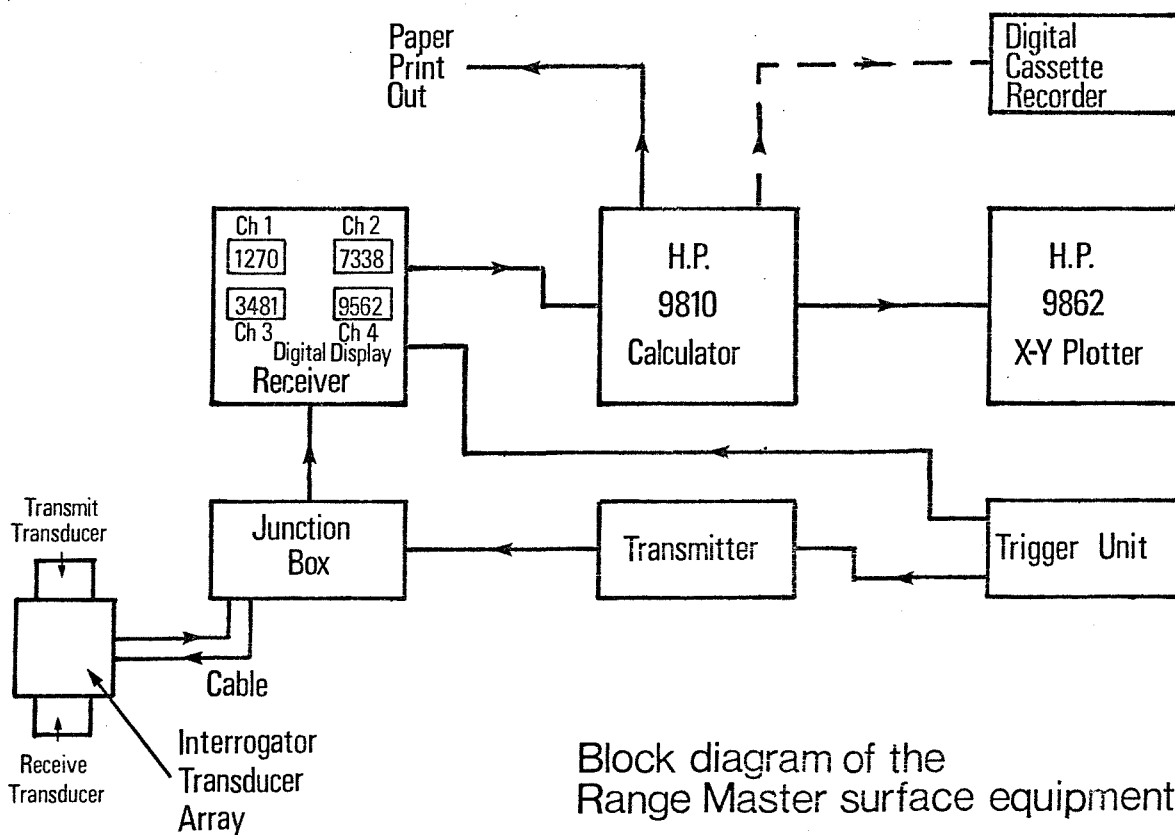 Paper
Print
Out
Digital
Cassette
Recorder
Ch 1
Ch 2
1270
7338
3481
9562
Ch 3
Ch 4
Digital Display
Receiver
H.P.
9810
Calculator
H.P.
9862
X-Y Plotter
Transmit
Transducer
Junction
Box
Transmitter
Trigger Unit
Cable
Receive
Transducer
Interrogator
Transducer
Array
Block diagram of the
Range Master surface equipment